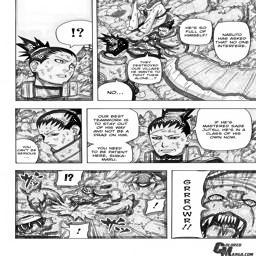 NARUTO
HAS ASKED
THAT NO ONE
INTERFERE.
HE'S SO
FULL OF
HIMSELF!
!?
THEY
DESTROYED
OUR VILLAGE.
HE WANTS TO
FIGHT THEM
ALONE...
NO...
IF HE'S
MASTERED SAGE
JUTSU, HE'S IN A
CLASS OF HIS
OWN NOW.
OUR BEST
TEAMWORK IS
TO STAY OUT
OF HIS WAY
AND NOT BE A
DRAG ON HIM.
YOU NEED
TO BE PATIENT
HERE, SHIKA-
MARU.
YOU
CAN'T BE
SERIOUS
GRRROWR!!
!?
!
!
COLORED
MANGA.COM